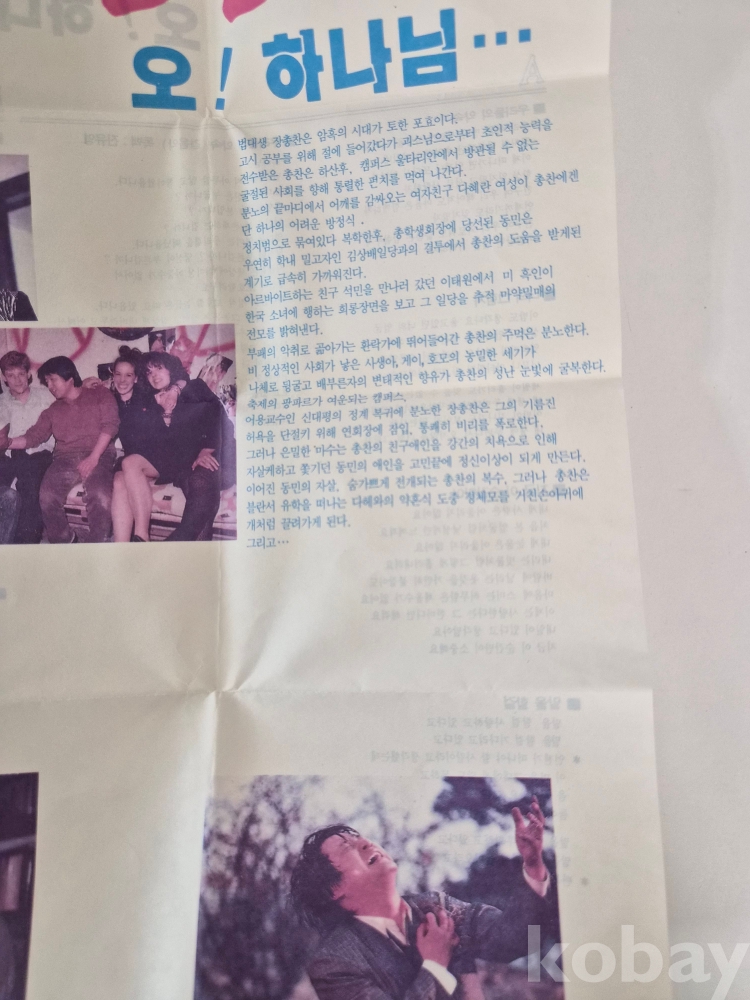 오! 하나님…
범대생 장총찬은 암흑의 시대가 토한 포효이다.
고시 공부를 위해 절에 들어갔다가 괴스님으로부터 초인적 능력을
전수받은 총찬은 하산후, 캠퍼스 울타리안에서 방관될 수 없는
굴절된 사회를 향해 통렬한 펀치를 먹여 나간다.
분노의 끝마디에서 어깨를 감싸오는 여자친구 다혜란 여성이 총찬에겐
단 하나의 어려운 방정식.
정치범으로 묶여있다 복학한후, 총학생회장에 당선된 동민은
우연히 학내 밀고자인 김상배일당과의 결투에서 총찬의 도움을 받게된
계기로 급속히 가까워진다.
아르바이트하는 친구 석민을 만나러 갔던 이태원에서 미 흑인이
한국 소녀에 행하는 희롱장면을 보고 그 일당을 추적 마약밀매의
전모를 밝혀낸다.
부패의 악취로 곪아가는 환락가에 뛰어들어간 총찬의 주먹은 분노한다.
비 정상적인 사회가 낳은 사생아, 게이, 호모의 농밀한 세기가
나체로 뒹굴고 배부른자의 변태적인 향유가 총찬의 성난 눈빛에 굴복한다.
축제의 팡파르가 여운되는 캠퍼스.
어용교수인 신대평의 정계 복귀에 분노한 장총찬은 그의 기름진
허욕을 단절키 위해 연회장에 잠입, 통쾌히 비리를 폭로한다.
그러나 은밀한 마수는 총찬의 친구애인을 강간의 치욕으로 인해
자살케하고 쫓기던 동민의 애인을 고민끝에 정신이상이 되게 만든다.
이어진 동민의 자살, 숨가쁘게 전개되는 총찬의 복수, 그러나 총찬은
불란서 유학을 떠나는 다혜와의 약혼식 도중 정체모를 거친손아귀에
개처럼 끌려가게 된다.
그리고…
kobay